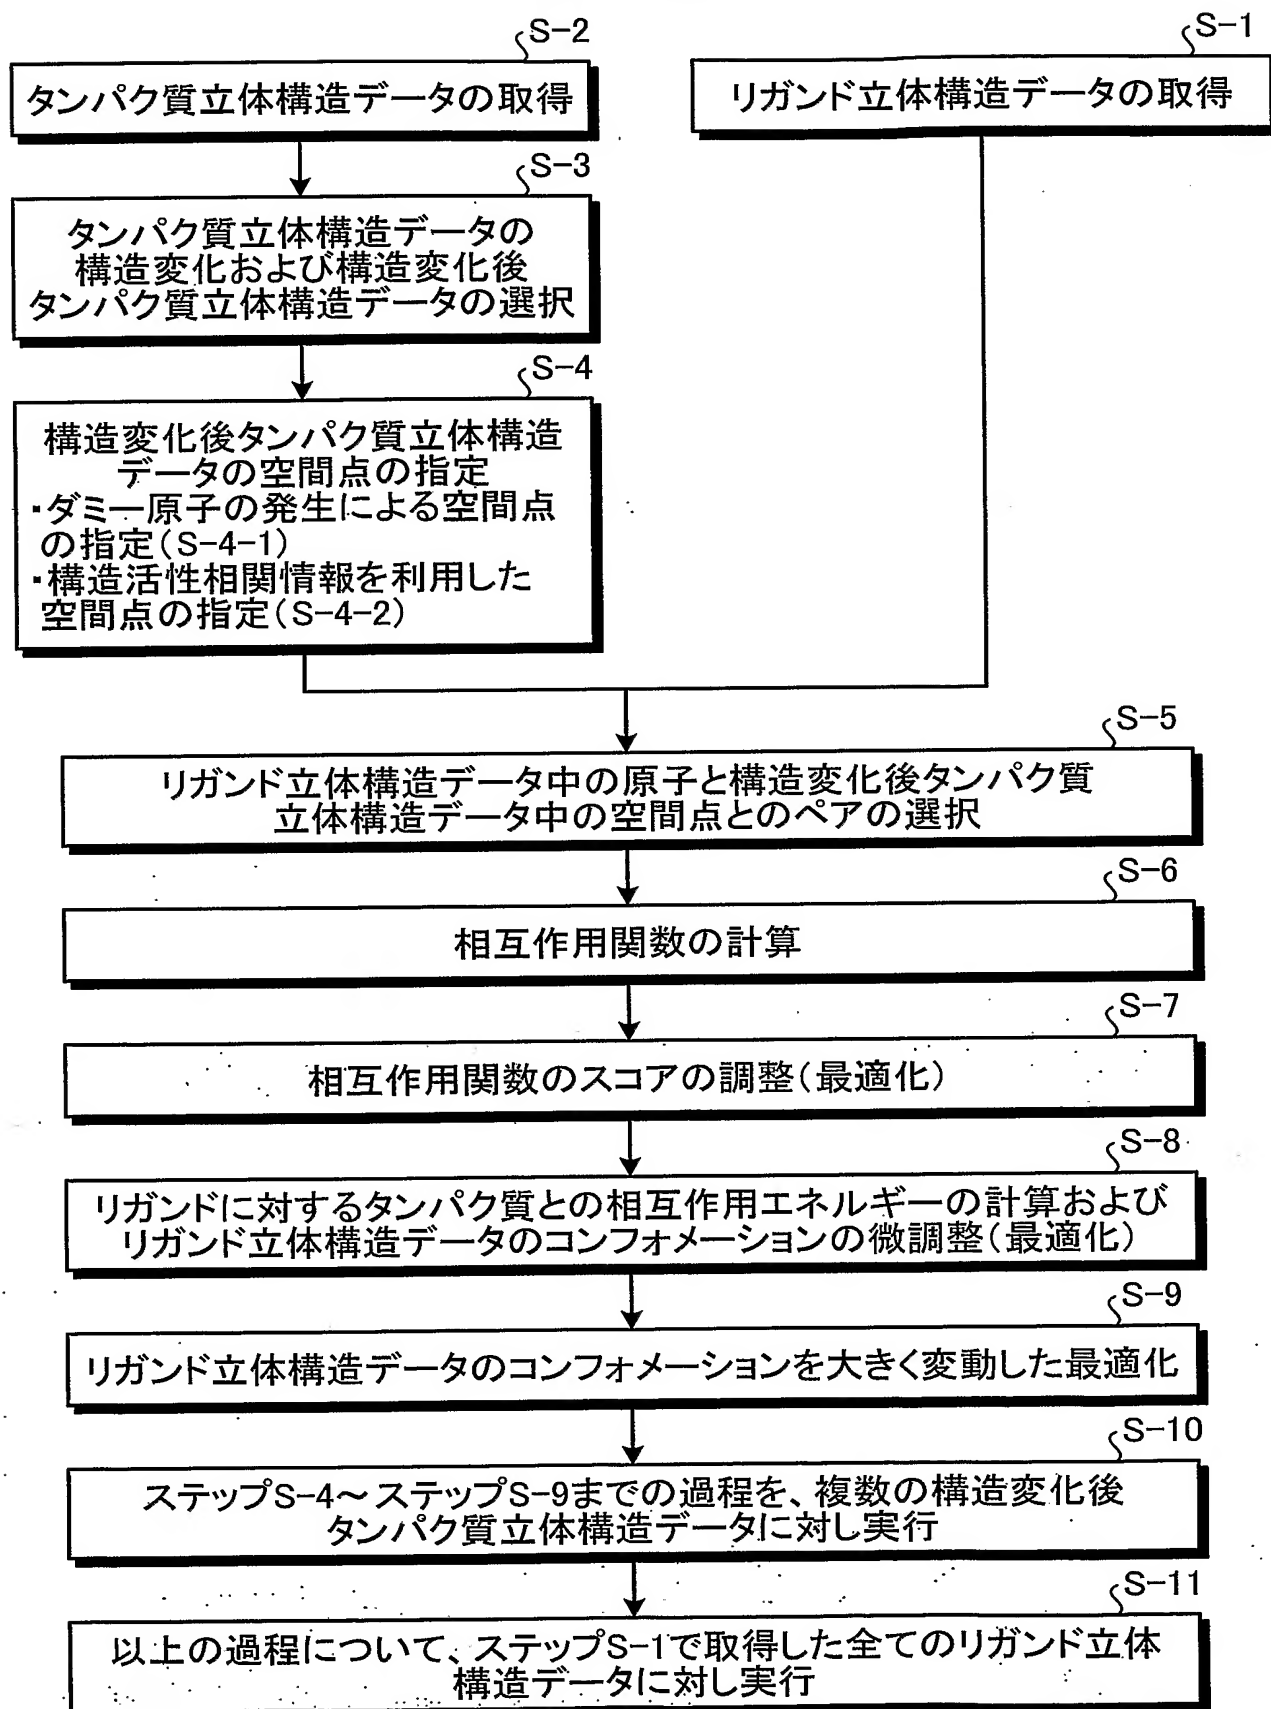 S-2
タンパク質立体構造データの取得
S-1
リガンド立体構造データの取得
S-3
タンパク質立体構造データの
構造変化および構造変化後
タンパク質立体構造データの選択
S-4
構造変化後タンパク質立体構造
データの空間点の指定
・ダミー原子の発生による空間点
の指定(S-4-1)
・構造活性相関情報を利用した
空間点の指定(S-4-2)
S-5
リガンド立体構造データ中の原子と構造変化後タンパク質
立体構造データ中の空間点とのペアの選択
S-6
相互作用関数の計算
S-7
相互作用関数のスコアの調整(最適化)
S-8
リガンドに対するタンパク質との相互作用エネルギーの計算および
リガンド立体構造データのコンフォメーションの微調整(最適化)
S-9
リガンド立体構造データのコンフォメーションを大きく変動した最適化
S-10
ステップS-4～ステップS-9までの過程を、複数の構造変化後
タンパク質立体構造データに対し実行
S-11
以上の過程について、ステップS-1で取得した全てのリガンド立体
構造データに対し実行